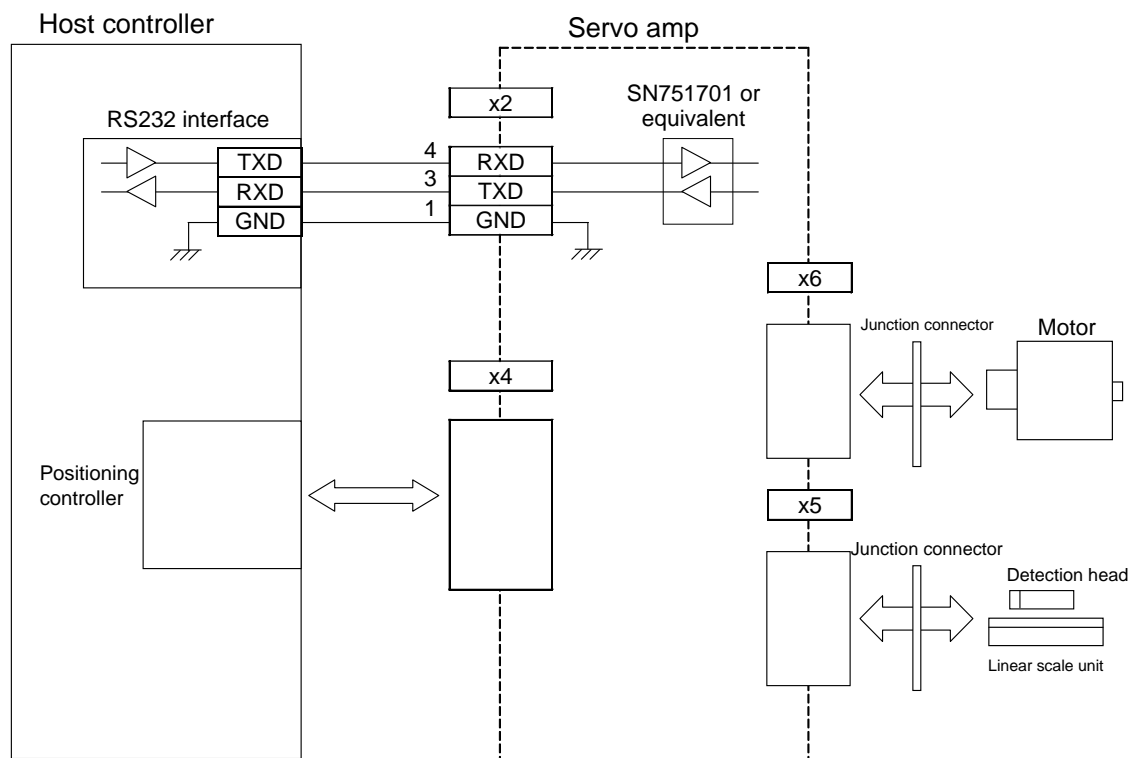 Host controller
Servo amp
x2
SN751701 or
equivalent
RS232 interface
TXD
4
RXD
RXD
3
TXD
GND
1
GND
x6
Junction connector
Motor
x4
Positioning
controller
x5
Junction connector
Detection head
Linear scale unit